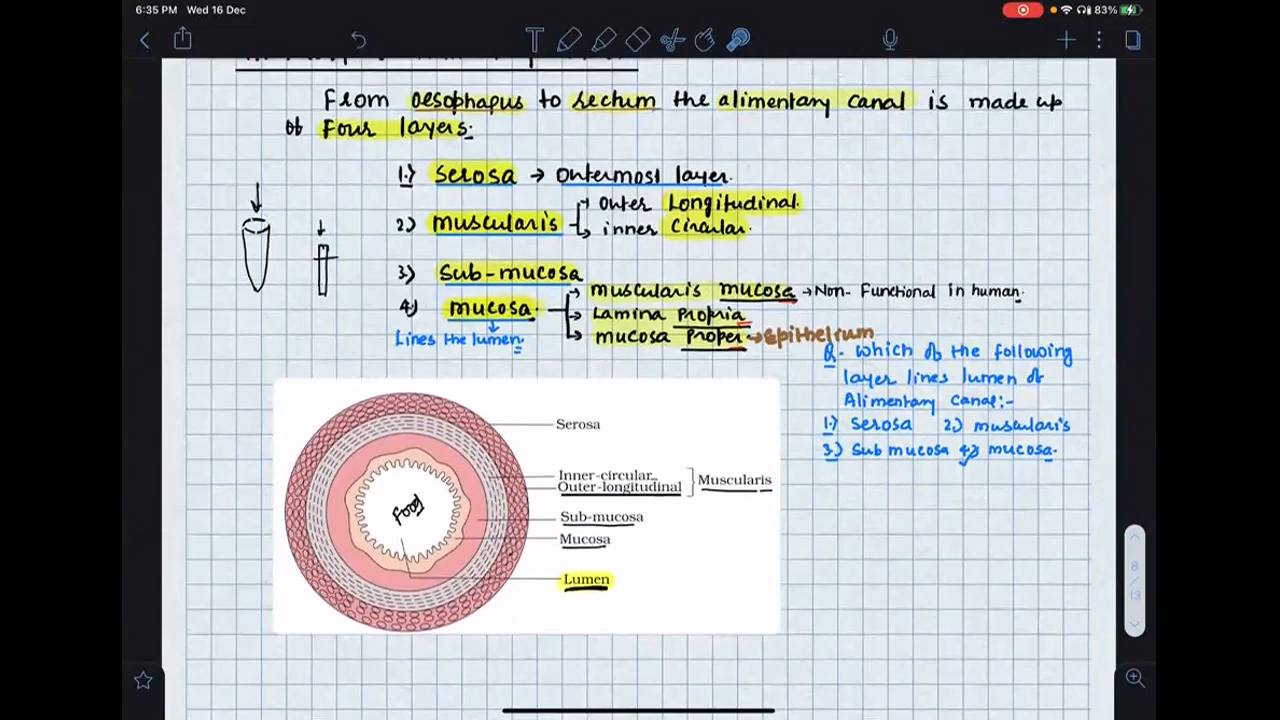 6:35 PM Wed 16 Dec
83%
From oesophagus to rectum the alimentary canal is made up
of Four layers:
1.) Serosa → Outermost layer.
2) muscularis → outer Longitudinal.
→ inner Circular.
3) Sub-mucosa
4) mucosa. → muscularis mucosa → Non-Functional in human.
→ Lamina Propria
→ mucosa Proper → Epithelium
Lines the lumen.
Q- which of the following
layer lines lumen of
Alimentary Canal:-
1.) Serosa 2.) muscularis
3.) Sub mucosa 4.) mucosa.
Serosa
Inner-circular
Outer-longitudinal
Muscularis
Sub-mucosa
Mucosa
Lumen
Food
8
13